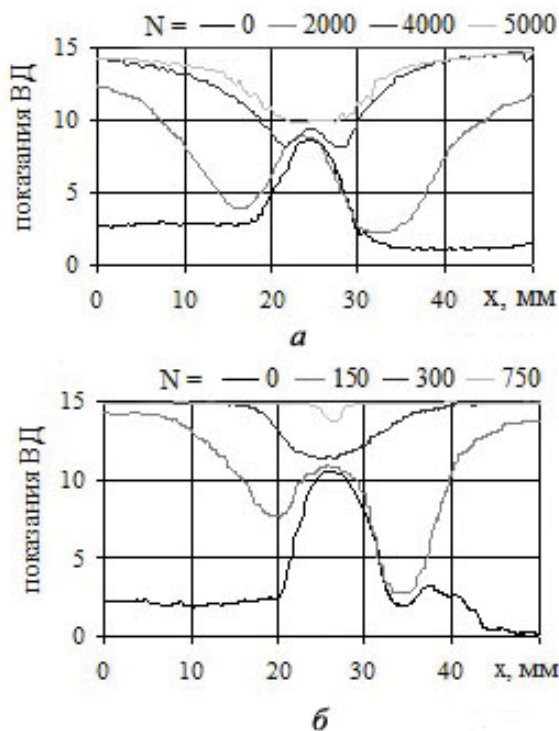 N = — 0 — 2000 — 4000 — 5000
показания ВД
15
10
5
0
0 10 20 30 40 x, мм
а
N = — 0 — 150 — 300 — 750
показания ВД
15
10
5
0
0 10 20 30 40 x, мм
б